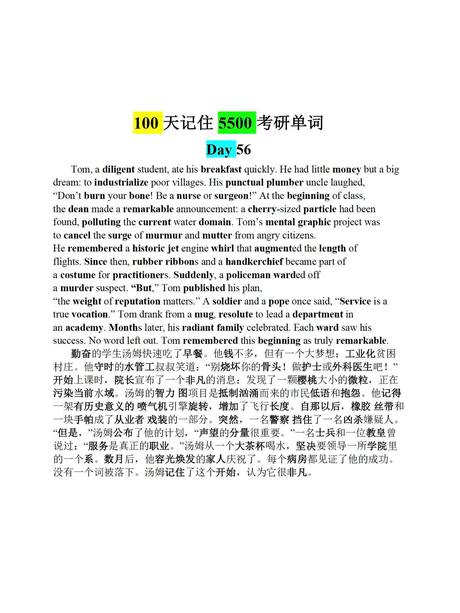 100 天记住 5500 考研单词
Day 56
Tom, a diligent student, ate his breakfast quickly. He had little money but a big
dream: to industrialize poor villages. His punctual plumber uncle laughed,
“Don’t burn your bone! Be a nurse or surgeon!” At the beginning of class,
the dean made a remarkable announcement: a cherry-sized particle had been
found, polluting the current water domain. Tom’s mental graphic project was
to cancel the surge of murmur and mutter from angry citizens.
He remembered a historic jet engine whirl that augmented the length of
flights. Since then, rubber ribbons and a handkerchief became part of
a costume for practitioners. Suddenly, a policeman warded off
a murder suspect. “But,” Tom published his plan,
“the weight of reputation matters.” A soldier and a pope once said, “Service is a
true vocation.” Tom drank from a mug, resolute to lead a department in
an academy. Months later, his radiant family celebrated. Each ward saw his
success. No word left out. Tom remembered this beginning as truly remarkable.
勤奋的学生汤姆快速吃了早餐。他钱不多，但有一个大梦想：工业化贫困
村庄。他守时的水管工叔叔笑道：“别烧坏你的骨头！做护士或外科医生吧！”
开始上课时，院长宣布了一个非凡的消息：发现了一颗樱桃大小的微粒，正在
污染当前水域。汤姆的智力 图项目是抵制汹涌而来的市民低语和抱怨。他记得
一架有历史意义的 喷气机引擎旋转，增加了飞行长度。自那以后，橡胶 丝带和
一块手帕成了从业者 戏装的一部分。突然，一名警察 挡住了一名凶杀嫌疑人。
“但是，”汤姆公布了他的计划，“声望的分量很重要。”一名士兵和一位教皇曾
说过：“服务是真正的职业。”汤姆从一个大茶杯喝水，坚决要领导一所学院里
的一个系。数月后，他容光焕发的家人庆祝了。每个病房都见证了他的成功。
没有一个词被落下。汤姆记住了这个开始，认为它很非凡。